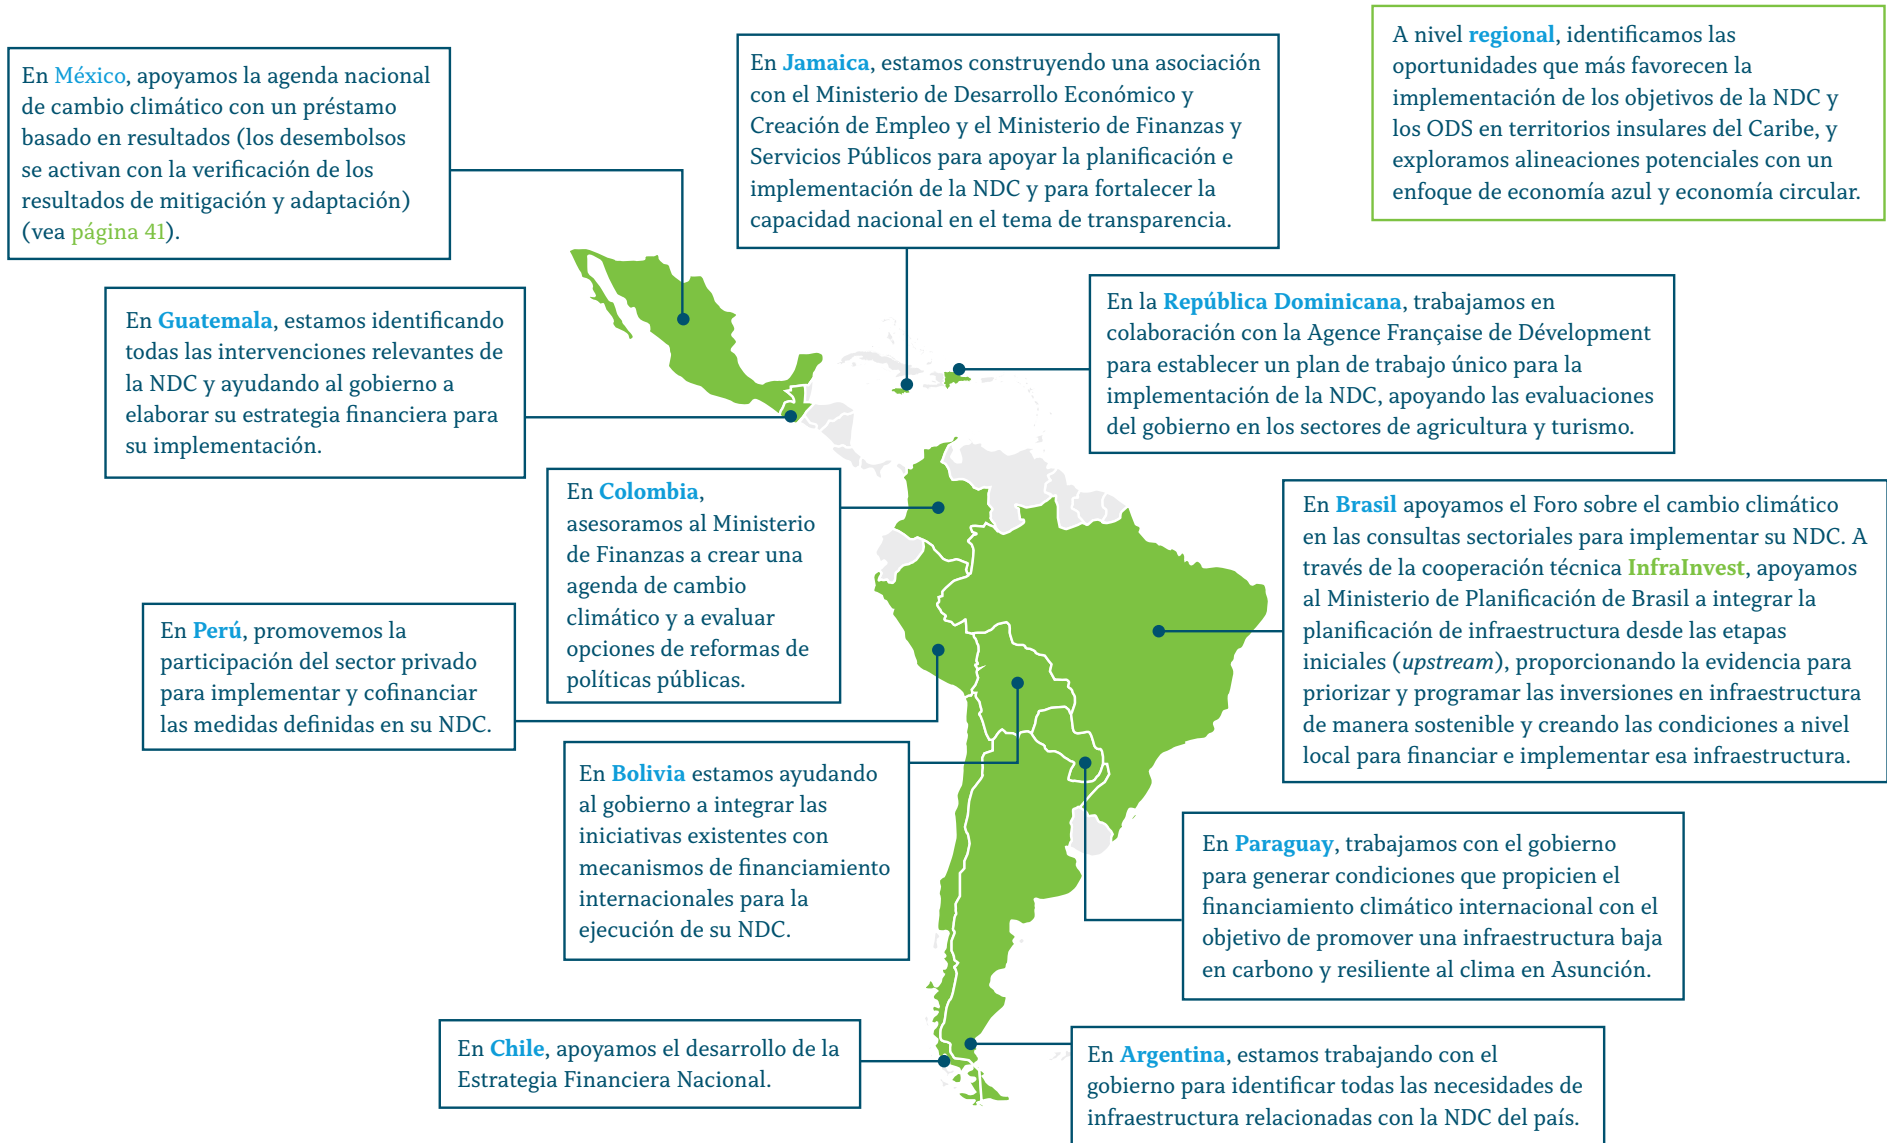 En México, apoyamos la agenda nacional
de cambio climático con un préstamo
basado en resultados (los desembolsos
se activan con la verificación de los
resultados de mitigación y adaptación)
(vea página 41).
En Jamaica, estamos construyendo una asociación
con el Ministerio de Desarrollo Económico y
Creación de Empleo y el Ministerio de Finanzas y
Servicios Públicos para apoyar la planificación e
implementación de la NDC y para fortalecer la
capacidad nacional en el tema de transparencia.
A nivel regional, identificamos las
oportunidades que más favorecen la
implementación de los objetivos de la NDC y
los ODS en territorios insulares del Caribe, y
exploramos alineaciones potenciales con un
enfoque de economía azul y economía circular.
En Guatemala, estamos identificando
todas las intervenciones relevantes de
la NDC y ayudando al gobierno a
elaborar su estrategia financiera para
su implementación.
En la República Dominicana, trabajamos en
colaboración con la Agence Française de Dévelopment
para establecer un plan de trabajo único para la
implementación de la NDC, apoyando las evaluaciones
del gobierno en los sectores de agricultura y turismo.
En Colombia,
asesoramos al Ministerio
de Finanzas a crear una
agenda de cambio
climático y a evaluar
opciones de reformas de
políticas públicas.
En Brasil apoyamos el Foro sobre el cambio climático
en las consultas sectoriales para implementar su NDC. A
través de la cooperación técnica InfraInvest, apoyamos
al Ministerio de Planificación de Brasil a integrar la
planificación de infraestructura desde las etapas
iniciales (upstream), proporcionando la evidencia para
priorizar y programar las inversiones en infraestructura
de manera sostenible y creando las condiciones a nivel
local para financiar e implementar esa infraestructura.
En Perú, promovemos la
participación del sector privado
para implementar y cofinanciar
las medidas definidas en su NDC.
En Bolivia estamos ayudando
al gobierno a integrar las
iniciativas existentes con
mecanismos de financiamiento
internacionales para la
ejecución de su NDC.
En Paraguay, trabajamos con el gobierno
para generar condiciones que propicien el
financiamiento climático internacional con el
objetivo de promover una infraestructura baja
en carbono y resiliente al clima en Asunción.
En Chile, apoyamos el desarrollo de la
Estrategia Financiera Nacional.
En Argentina, estamos trabajando con el
gobierno para identificar todas las necesidades de
infraestructura relacionadas con la NDC del país.